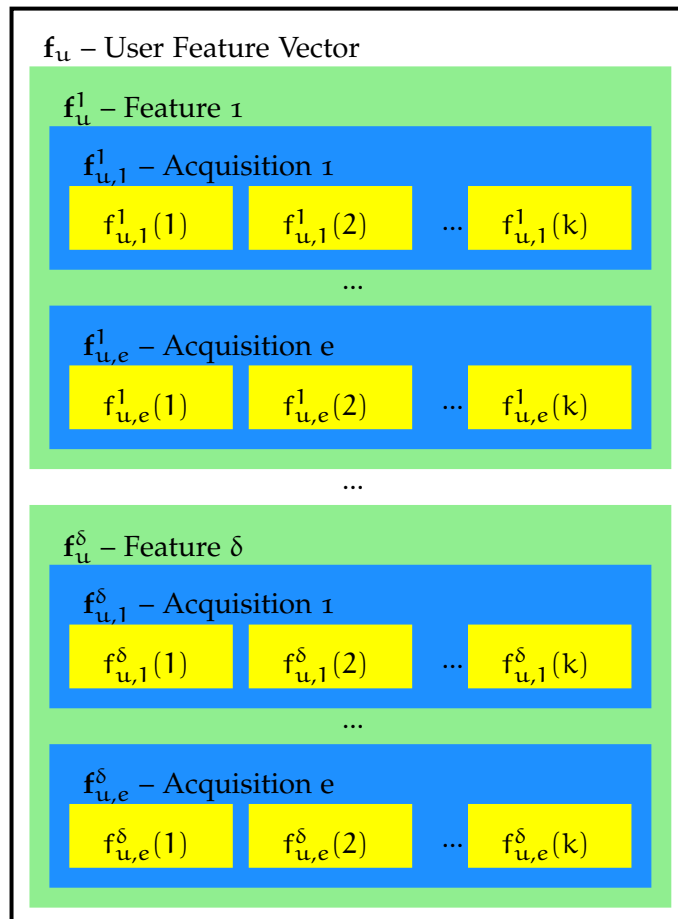 f_u – User Feature Vector
f_u^1 – Feature 1
f_{u,1}^1 – Acquisition 1
f_{u,1}^1(1) f_{u,1}^1(2) ... f_{u,1}^1(k)
...
f_{u,e}^1 – Acquisition e
f_{u,e}^1(1) f_{u,e}^1(2) ... f_{u,e}^1(k)
...
f_u^δ – Feature δ
f_{u,1}^δ – Acquisition 1
f_{u,1}^δ(1) f_{u,1}^δ(2) ... f_{u,1}^δ(k)
...
f_{u,e}^δ – Acquisition e
f_{u,e}^δ(1) f_{u,e}^δ(2) ... f_{u,e}^δ(k)